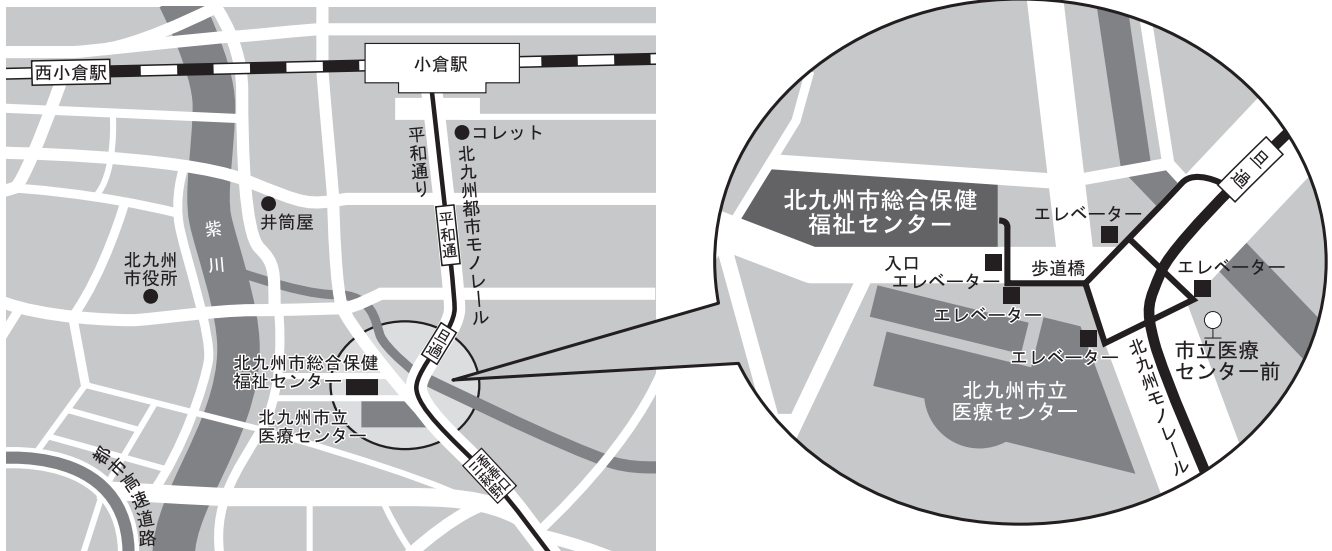 西小倉駅
小倉駅
コレット
平和通り
北九州都市モノレール
平和通
紫川
井筒屋
北九州
市役所
旦過
北九州市総合保健
福祉センター
北九州市立
医療センター
香春口
三萩野
都市高速道路
旦過
北九州市総合保健
福祉センター
エレベーター
入口
エレベーター
歩道橋
エレベーター
エレベーター
エレベーター
市立医療
センター前
北九州モノレール
北九州市立
医療センター